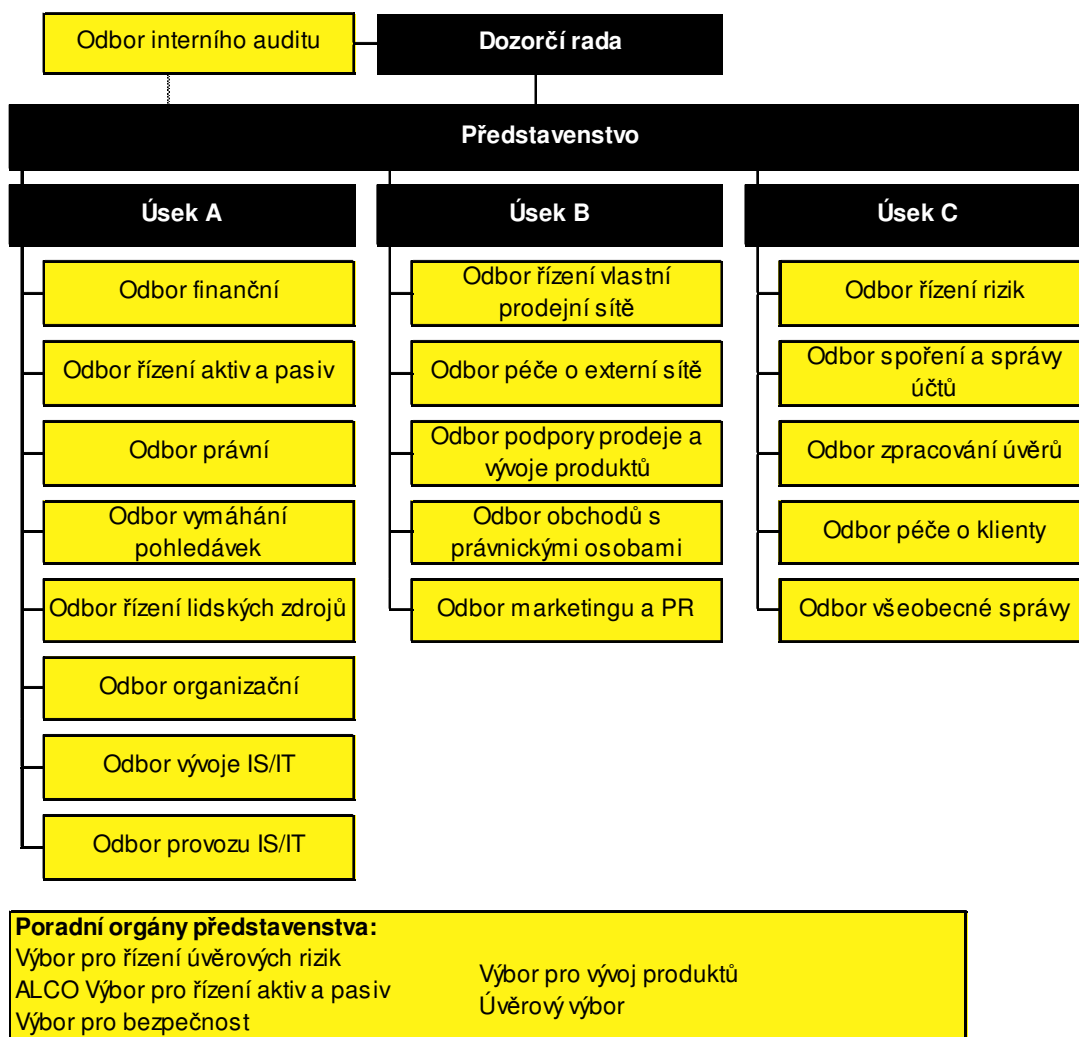 Odbor interního auditu
Dozorčí rada
Představenstvo
Úsek A
Odbor finanční
Odbor řízení aktiv a pasiv
Odbor právní
Odbor vymáhání
pohledávek
Odbor řízení lidských zdrojů
Odbor organizační
Odbor vývoje IS/IT
Odbor provozu IS/IT
Úsek B
Odbor řízení vlastní
prodejní sítě
Odbor péče o externí sítě
Odbor podpory prodeje a
vývoje produktů
Odbor obchodů s
právnickými osobami
Odbor marketingu a PR
Úsek C
Odbor řízení rizik
Odbor spoření a správy
účtů
Odbor zpracování úvěrů
Odbor péče o klienty
Odbor všeobecné správy
Poradní orgány představenstva:
Výbor pro řízení úvěrových rizik
ALCO Výbor pro řízení aktiv a pasiv
Výbor pro bezpečnost
Výbor pro vývoj produktů
Úvěrový výbor